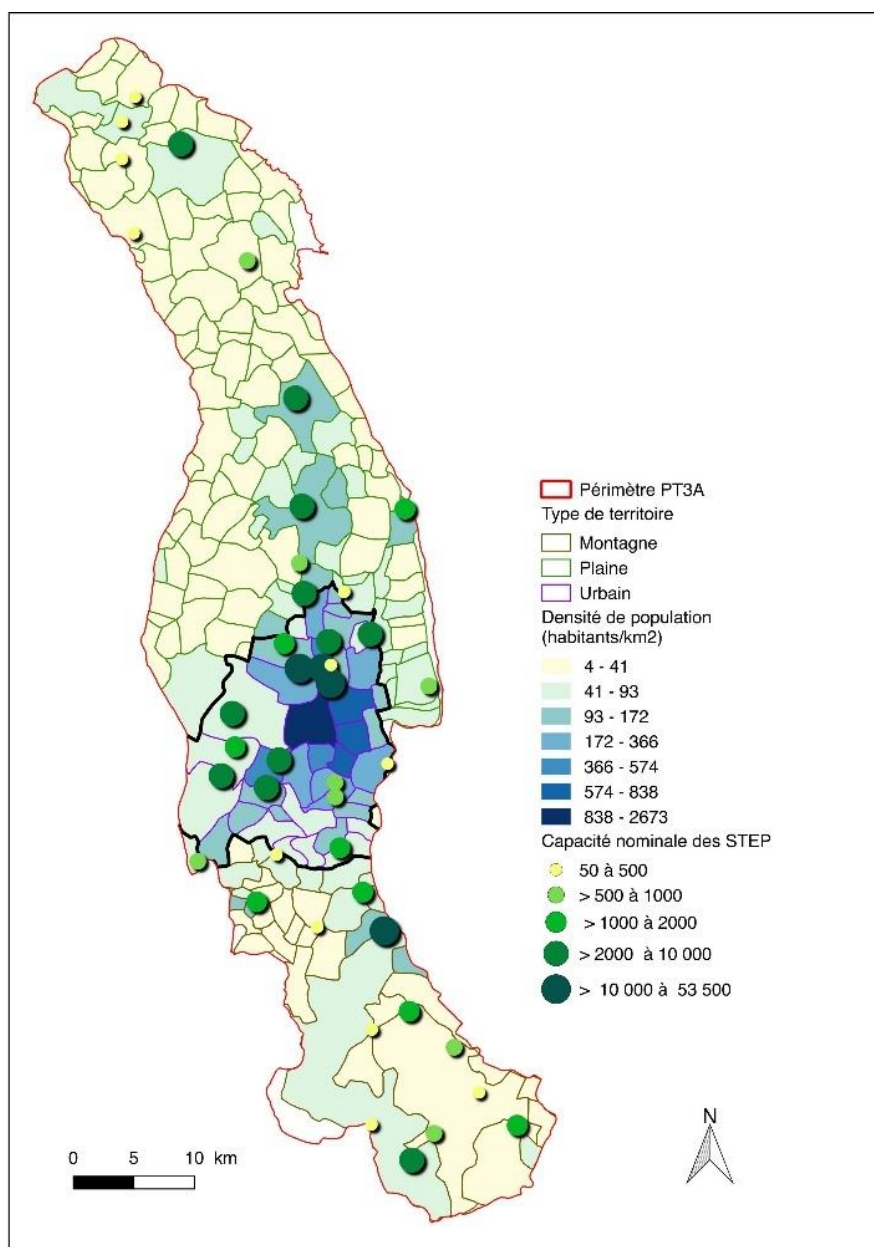 Périmètre PT3A
Type de territoire
Montagne
Plaine
Urbain
Densité de population
(habitants/km2)
4 - 41
41 - 93
93 - 172
172 - 366
366 - 574
574 - 838
838 - 2673
Capacité nominale des STEP
50 à 500
> 500 à 1000
> 1000 à 2000
> 2000 à 10 000
> 10 000 à 53 500
N
0 5 10 km